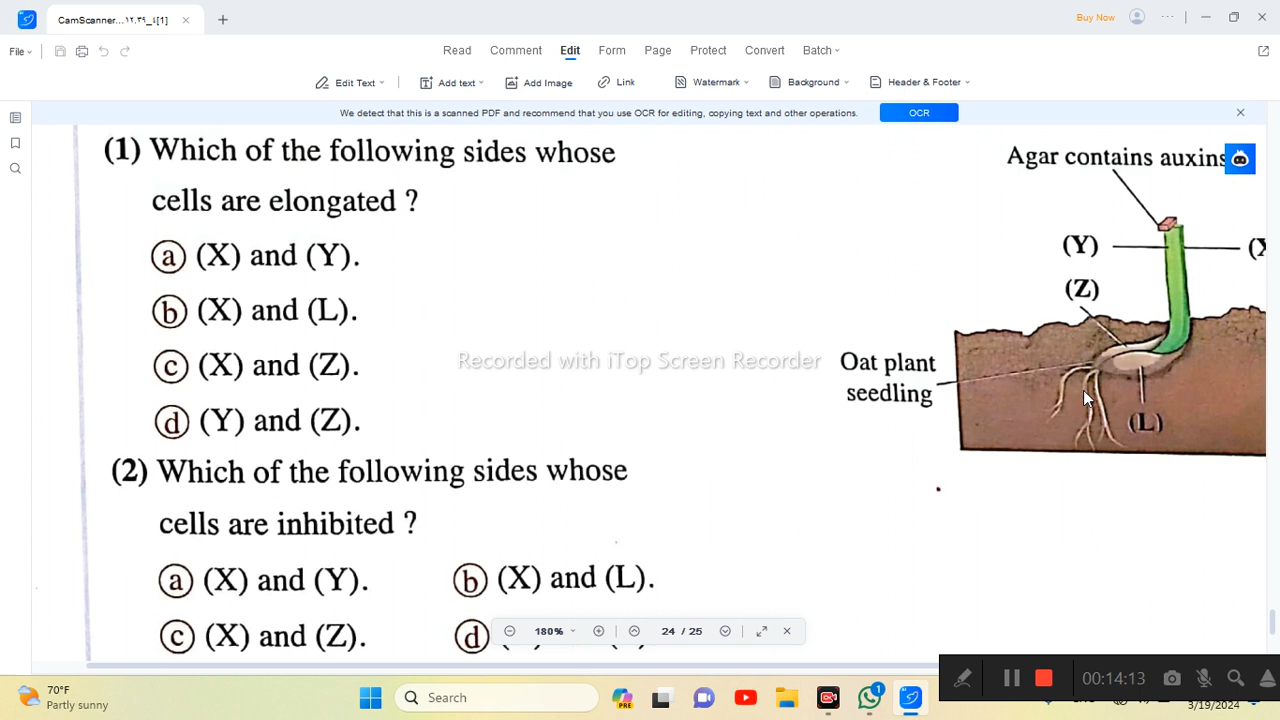 CamScanner...١٢.٣٩_٤[1]
Buy Now
File
Read Comment Edit Form Page Protect Convert Batch
Edit Text Add text Add Image Link Watermark Background Header & Footer
We detect that this is a scanned PDF and recommend that you use OCR for editing, copying text and other operations. OCR
(1) Which of the following sides whose
cells are elongated ?
a (X) and (Y).
b (X) and (L).
c (X) and (Z).
d (Y) and (Z).
(2) Which of the following sides whose
cells are inhibited ?
a (X) and (Y). b (X) and (L).
c (X) and (Z). d
Agar contains auxins
(Y) (X
(Z)
Oat plant
seedling
(L)
Recorded with iTop Screen Recorder
180% 24 / 25
00:14:13
70°F
Partly sunny
Search
PRE
1
3/19/2024